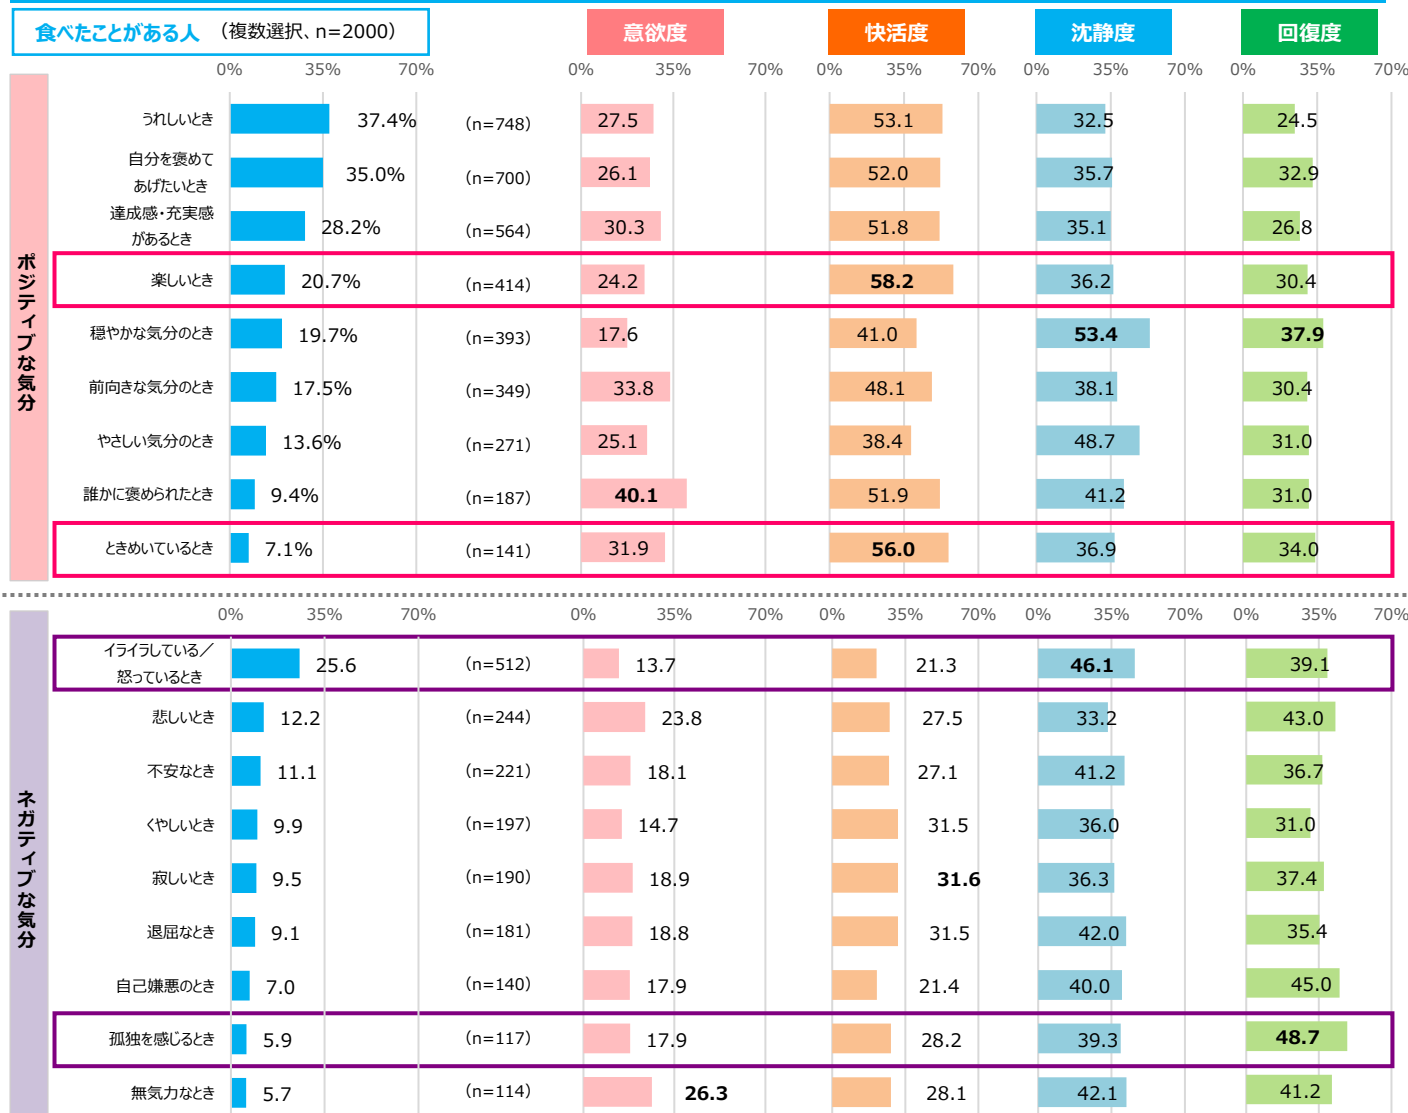 食べたことがある人 （複数選択、n=2000） 意欲度 快活度 沈静度 回復度
0% 35% 70% 0% 35% 70% 0% 35% 70% 0% 35% 70% 0% 35% 70%
ポジティブな気分
うれしいとき 37.4% （n=748） 27.5 53.1 32.5 24.5
自分を褒めて
あげたいとき 35.0% （n=700） 26.1 52.0 35.7 32.9
達成感・充実感
があるとき 28.2% （n=564） 30.3 51.8 35.1 26.8
楽しいとき 20.7% （n=414） 24.2 58.2 36.2 30.4
穏やかな気分のとき 19.7% （n=393） 17.6 41.0 53.4 37.9
前向きな気分のとき 17.5% （n=349） 33.8 48.1 38.1 30.4
やさしい気分のとき 13.6% （n=271） 25.1 38.4 48.7 31.0
誰かに褒められたとき 9.4% （n=187） 40.1 51.9 41.2 31.0
ときめいているとき 7.1% （n=141） 31.9 56.0 36.9 34.0
0% 35% 70% 0% 35% 70% 0% 35% 70% 0% 35% 70% 0% 35% 70%
ネガティブな気分
イライラしている／
怒っているとき 25.6 （n=512） 13.7 21.3 46.1 39.1
悲しいとき 12.2 （n=244） 23.8 27.5 33.2 43.0
不安なとき 11.1 （n=221） 18.1 27.1 41.2 36.7
くやしいとき 9.9 （n=197） 14.7 31.5 36.0 31.0
寂しいとき 9.5 （n=190） 18.9 31.6 36.3 37.4
退屈なとき 9.1 （n=181） 18.8 31.5 42.0 35.4
自己嫌悪のとき 7.0 （n=140） 17.9 21.4 40.0 45.0
孤独を感じるとき 5.9 （n=117） 17.9 28.2 39.3 48.7
無気力なとき 5.7 （n=114） 26.3 28.1 42.1 41.2